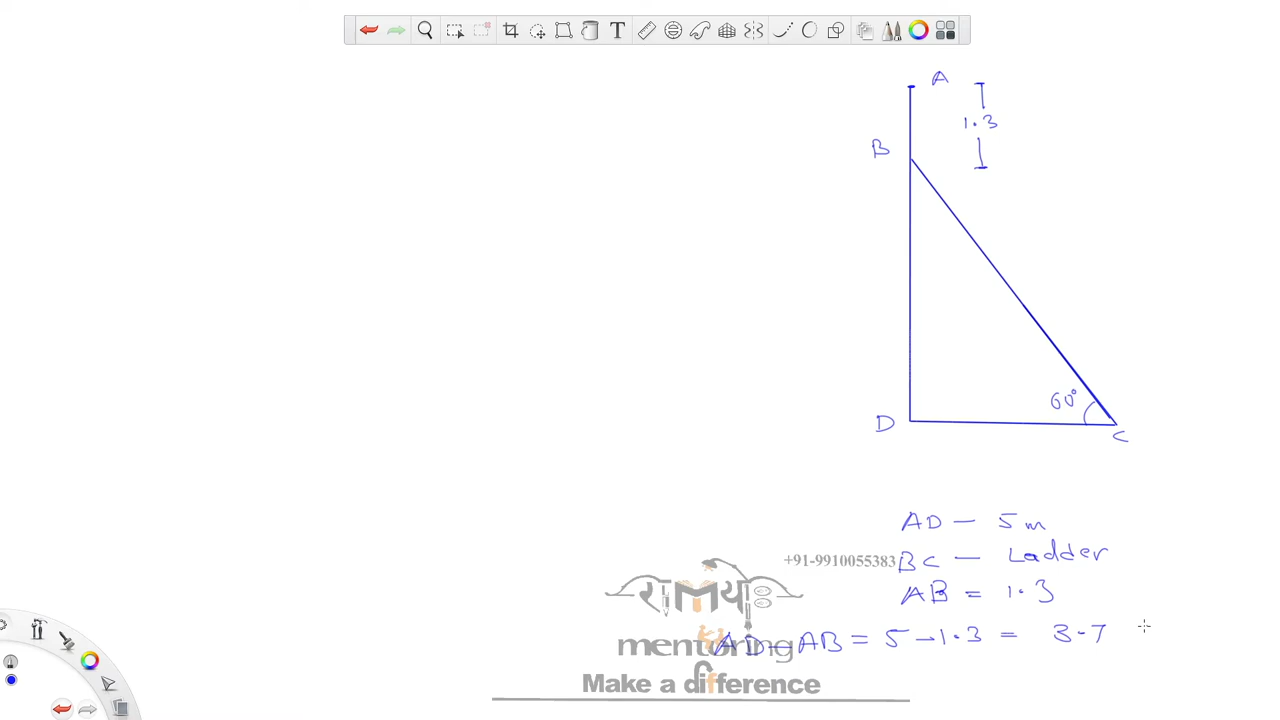 A
1.3
B
60°
D
C
AD — 5m
+91-9910055383
BC — Ladder
राम्या
AB = 1.3
mentoring
AD — AB = 5 - 1.3 = 3.7
Make a difference